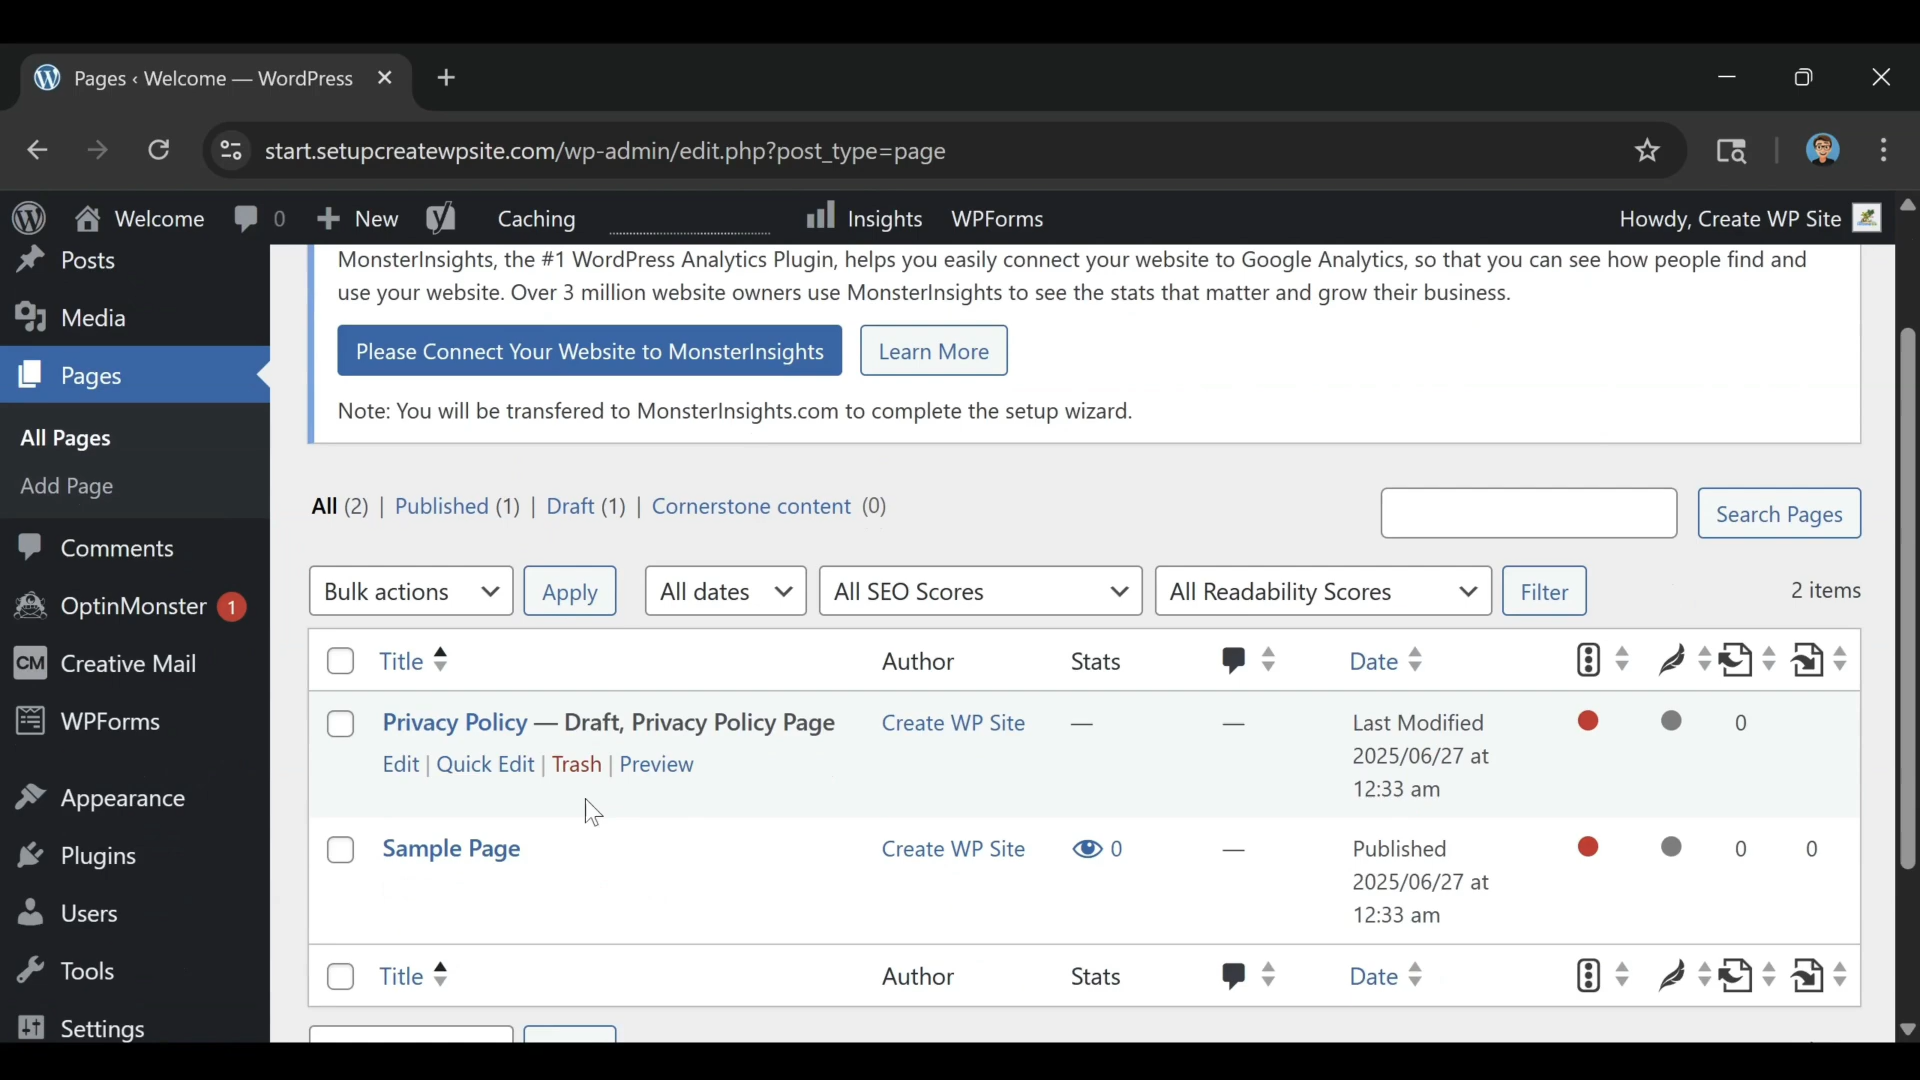 Pages ‹ Welcome — WordPress
start.setupcreatewpsite.com/wp-admin/edit.php?post_type=page
Welcome 0 New Caching Insights WPForms Howdy, Create WP Site
Posts
Media
Pages
All Pages
Add Page
Comments
OptinMonster 1
CM Creative Mail
WPForms
Appearance
Plugins
Users
Tools
Settings
MonsterInsights, the #1 WordPress Analytics Plugin, helps you easily connect your website to Google Analytics, so that you can see how people find and
use your website. Over 3 million website owners use MonsterInsights to see the stats that matter and grow their business.
Please Connect Your Website to MonsterInsights Learn More
Note: You will be transfered to MonsterInsights.com to complete the setup wizard.
All (2) | Published (1) | Draft (1) | Cornerstone content (0) Search Pages
Bulk actions Apply All dates All SEO Scores All Readability Scores Filter 2 items
Title Author Stats Date
Privacy Policy — Draft, Privacy Policy Page Create WP Site — — Last Modified 0
Edit | Quick Edit | Trash | Preview 2025/06/27 at
12:33 am
Sample Page Create WP Site 0 — Published 0 0
2025/06/27 at
12:33 am
Title Author Stats Date